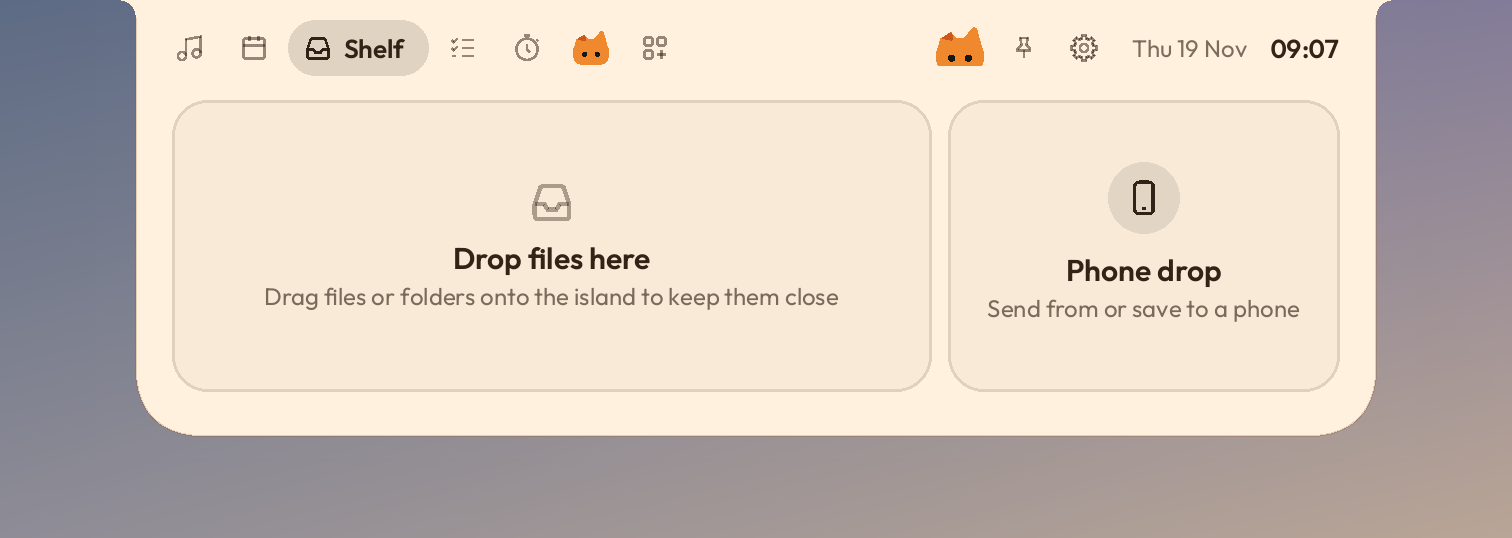 Shelf
Thu 19 Nov 09:07
Drop files here
Drag files or folders onto the island to keep them close
Phone drop
Send from or save to a phone